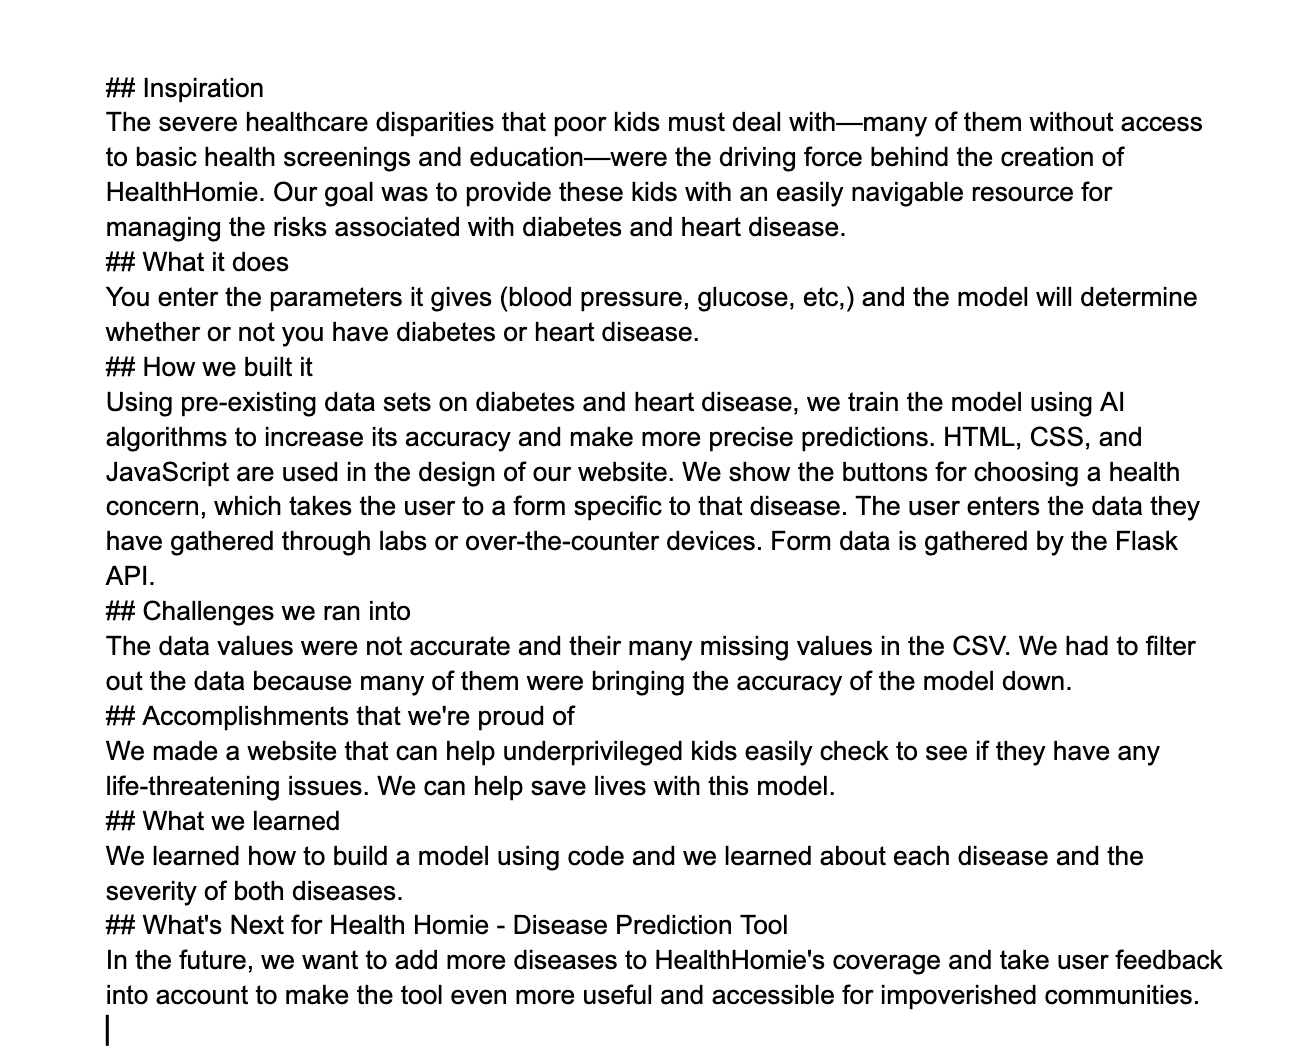 ## Inspiration
The severe healthcare disparities that poor kids must deal with—many of them without access
to basic health screenings and education—were the driving force behind the creation of
HealthHomie. Our goal was to provide these kids with an easily navigable resource for
managing the risks associated with diabetes and heart disease.
## What it does
You enter the parameters it gives (blood pressure, glucose, etc,) and the model will determine
whether or not you have diabetes or heart disease.
## How we built it
Using pre-existing data sets on diabetes and heart disease, we train the model using AI
algorithms to increase its accuracy and make more precise predictions. HTML, CSS, and
JavaScript are used in the design of our website. We show the buttons for choosing a health
concern, which takes the user to a form specific to that disease. The user enters the data they
have gathered through labs or over-the-counter devices. Form data is gathered by the Flask
API.
## Challenges we ran into
The data values were not accurate and their many missing values in the CSV. We had to filter
out the data because many of them were bringing the accuracy of the model down.
## Accomplishments that we're proud of
We made a website that can help underprivileged kids easily check to see if they have any
life-threatening issues. We can help save lives with this model.
## What we learned
We learned how to build a model using code and we learned about each disease and the
severity of both diseases.
## What's Next for Health Homie - Disease Prediction Tool
In the future, we want to add more diseases to HealthHomie's coverage and take user feedback
into account to make the tool even more useful and accessible for impoverished communities.